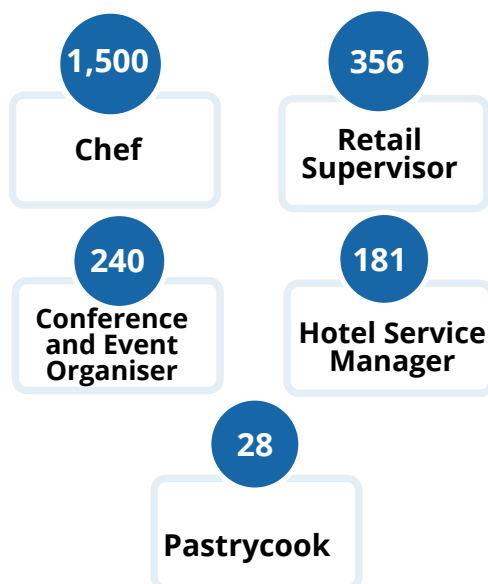 1,500
Chef
356
Retail
Supervisor
240
Conference
and Event
Organiser
181
Hotel Service
Manager
28
Pastrycook